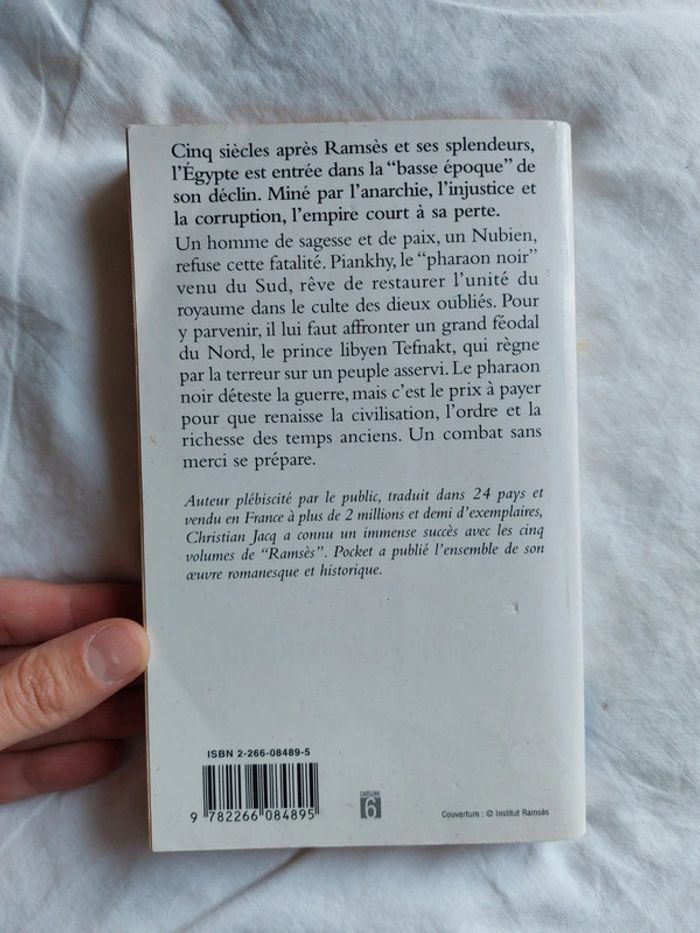 Cinq siècles après Ramsès et ses splendeurs,
l'Égypte est entrée dans la "basse époque" de
son déclin. Miné par l'anarchie, l'injustice et
la corruption, l'empire court à sa perte.
Un homme de sagesse et de paix, un Nubien,
refuse cette fatalité. Piankhy, le "pharaon noir"
venu du Sud, rêve de restaurer l'unité du
royaume dans le culte des dieux oubliés. Pour
y parvenir, il lui faut affronter un grand féodal
du Nord, le prince libyen Tefnakt, qui règne
par la terreur sur un peuple asservi. Le pharaon
noir déteste la guerre, mais c'est le prix à payer
pour que renaisse la civilisation, l'ordre et la
richesse des temps anciens. Un combat sans
merci se prépare.
Auteur plébiscité par le public, traduit dans 24 pays et
vendu en France à plus de 2 millions et demi d'exemplaires,
Christian Jacq a connu un immense succès avec les cinq
volumes de "Ramsès". Pocket a publié l'ensemble de son
œuvre romanesque et historique.
ISBN 2-266-08489-5
9 782266 084895
CATÉGORIE
6
Couverture : © Institut Ramsès